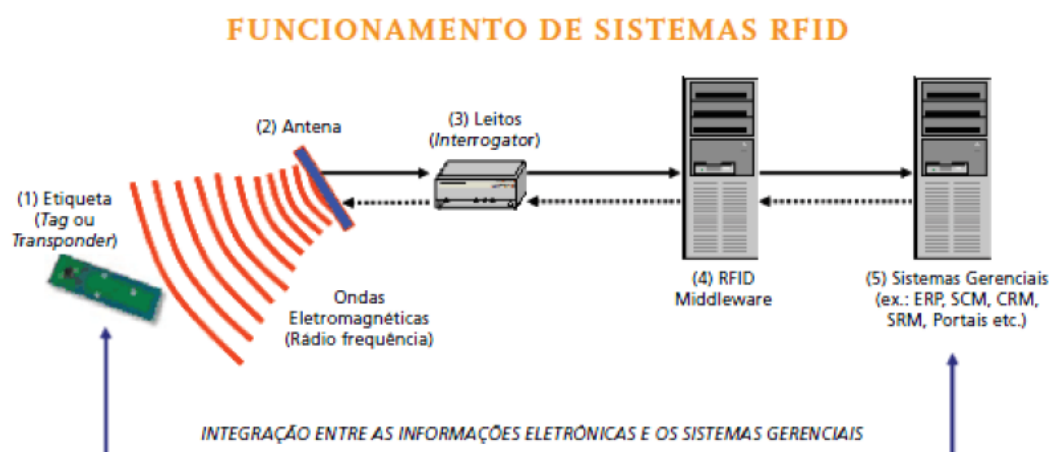 FUNCIONAMENTO DE SISTEMAS RFID
(1) Etiqueta
(Tag ou
Transponder)
(2) Antena
Ondas
Eletromagnéticas
(Rádio frequência)
(3) Leitos
(Interrogator)
(4) RFID
Middleware
(5) Sistemas Gerenciais
(ex.: ERP, SCM, CRM,
SRM, Portais etc.)
INTEGRAÇÃO ENTRE AS INFORMAÇÕES ELETRÔNICAS E OS SISTEMAS GERENCIAIS